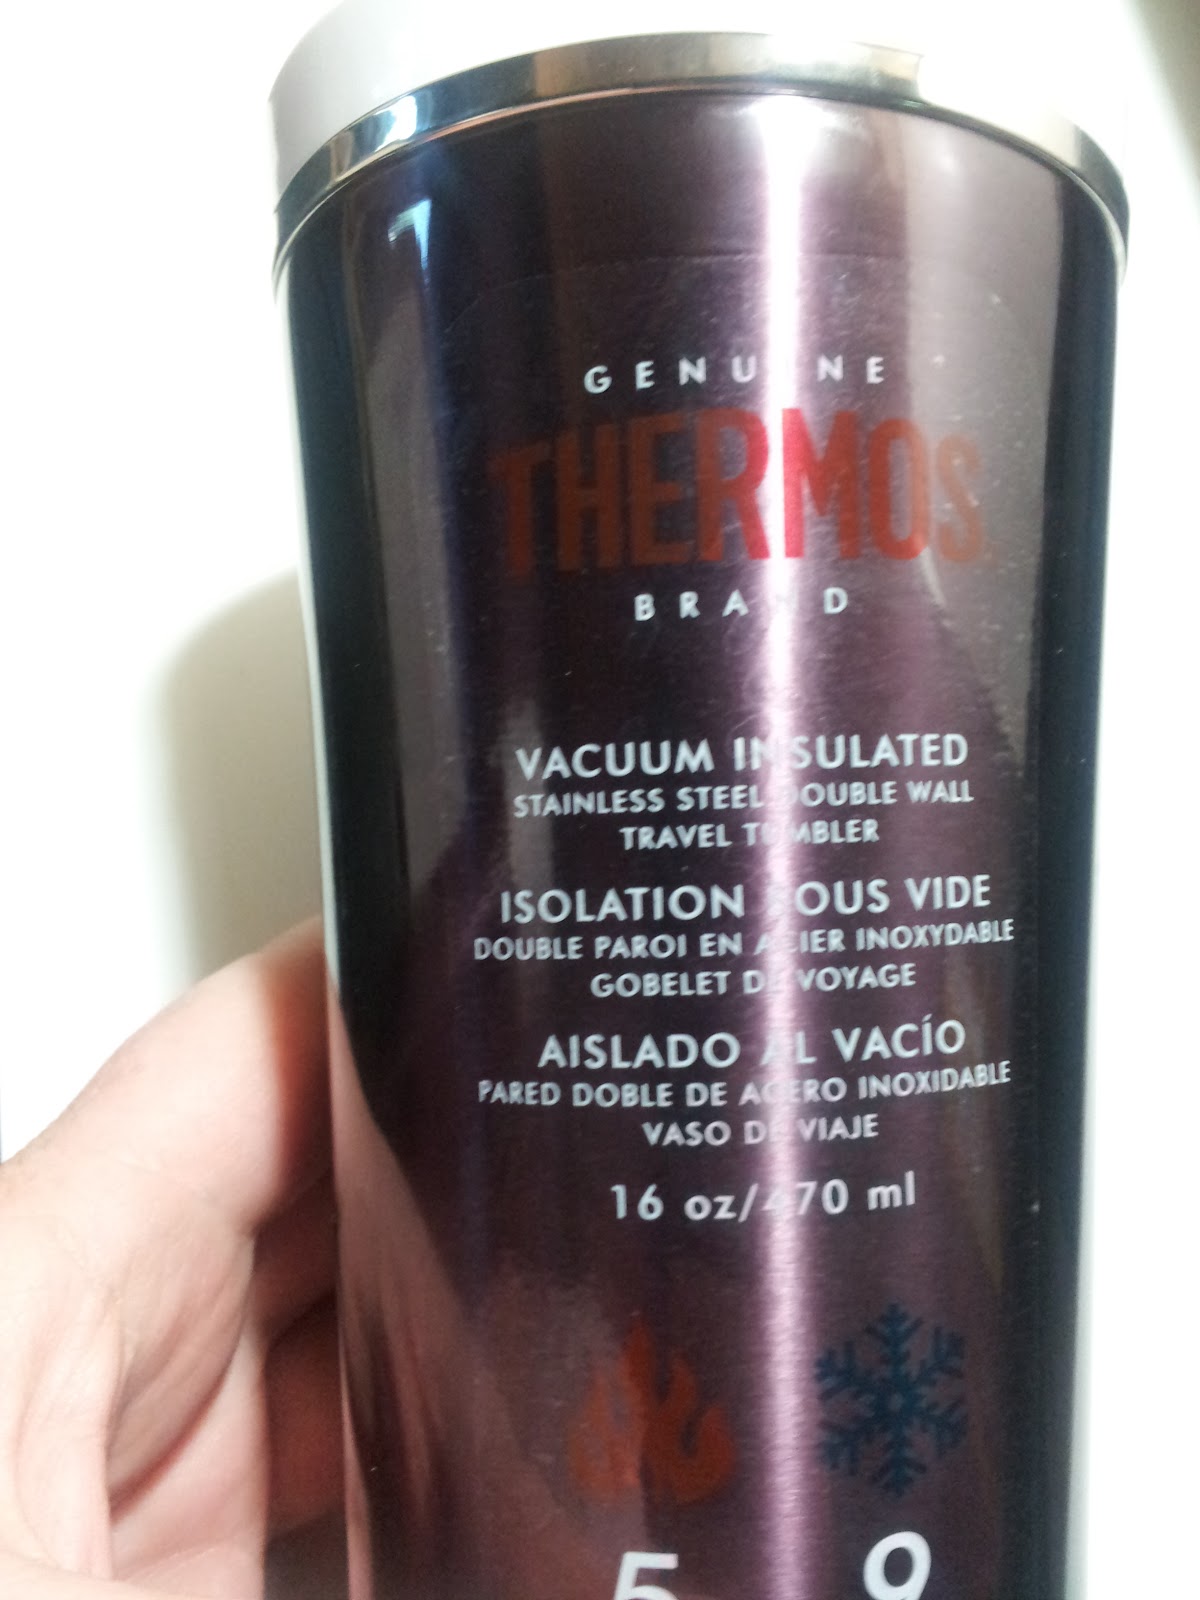 GENUINE
THERMOS
BRAND
VACUUM INSULATED
STAINLESS STEEL DOUBLE WALL
TRAVEL TUMBLER
ISOLATION SOUS VIDE
DOUBLE PAROI EN ACIER INOXYDABLE
GOBELET DE VOYAGE
AISLADO AL VACÍO
PARED DOBLE DE ACERO INOXIDABLE
VASO DE VIAJE
16 oz/470 ml
5 9